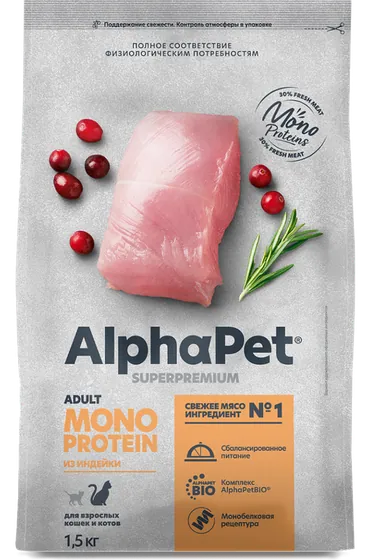 Поддержание свежести. Контроль атмосферы в упаковке
ПОЛНОЕ СООТВЕТСТВИЕ
ФИЗИОЛОГИЧЕСКИМ ПОТРЕБНОСТЯМ
30% FRESH MEAT
Mono
Proteins
30% FRESH MEAT
AlphaPet®
SUPERPREMIUM
ADULT
MONO
PROTEIN
ИЗ ИНДЕЙКИ
для взрослых
кошек и котов
1,5 кг
СВЕЖЕЕ МЯСО
ИНГРЕДИЕНТ №1
Сбалансированное
питание
ALPHAPET
BIO
Комплекс
AlphaPetBIO®
Монобелковая
рецептура